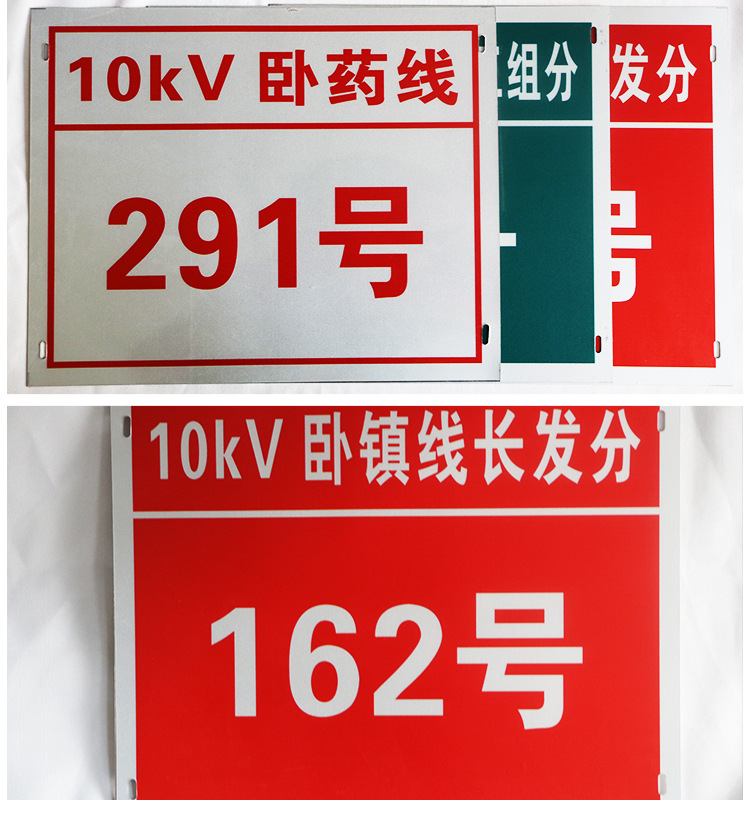 10kV 卧药线
291号
组分
发分
号
10kV 卧镇线长发分
162号